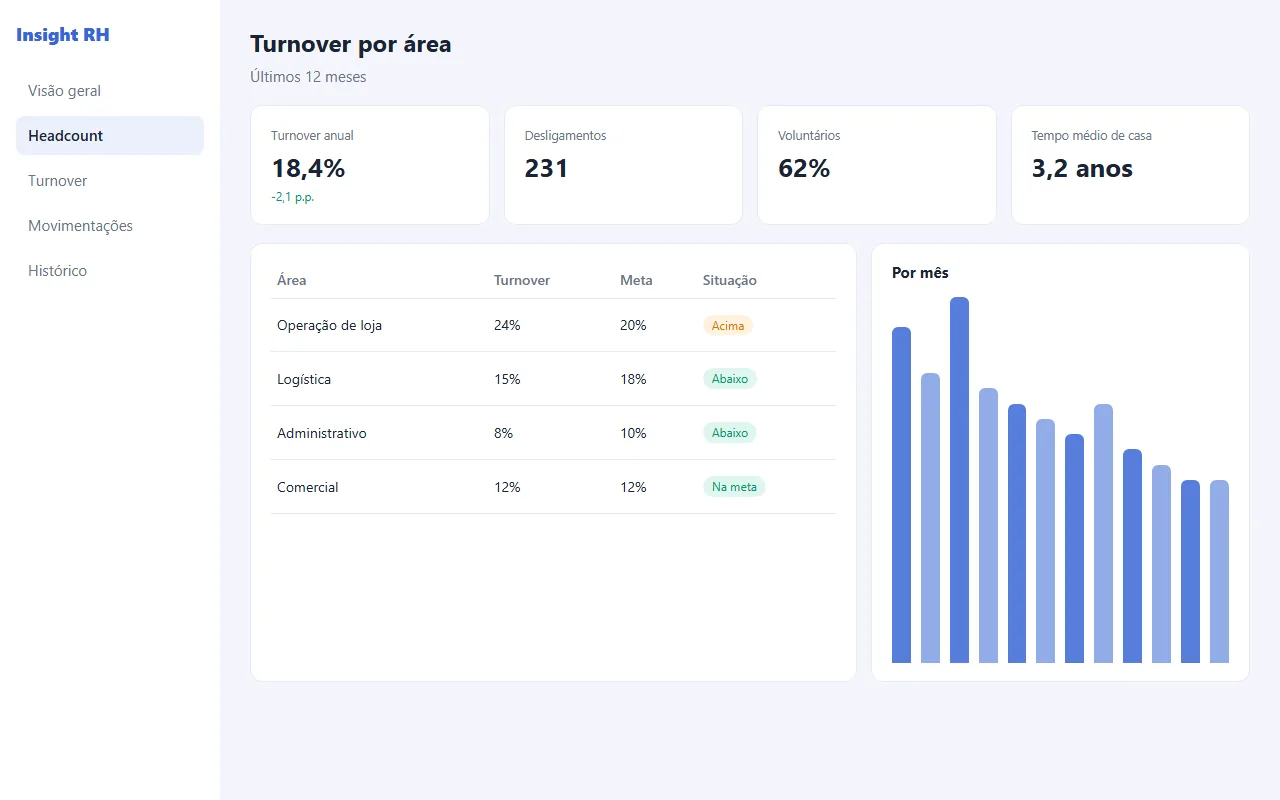 Insight RH
Visão geral
Headcount
Turnover
Movimentações
Histórico
Turnover por área
Últimos 12 meses
Turnover anual
18,4%
-2,1 p.p.
Desligamentos
231
Voluntários
62%
Tempo médio de casa
3,2 anos
Área Turnover Meta Situação
Operação de loja 24% 20% Acima
Logística 15% 18% Abaixo
Administrativo 8% 10% Abaixo
Comercial 12% 12% Na meta
Por mês